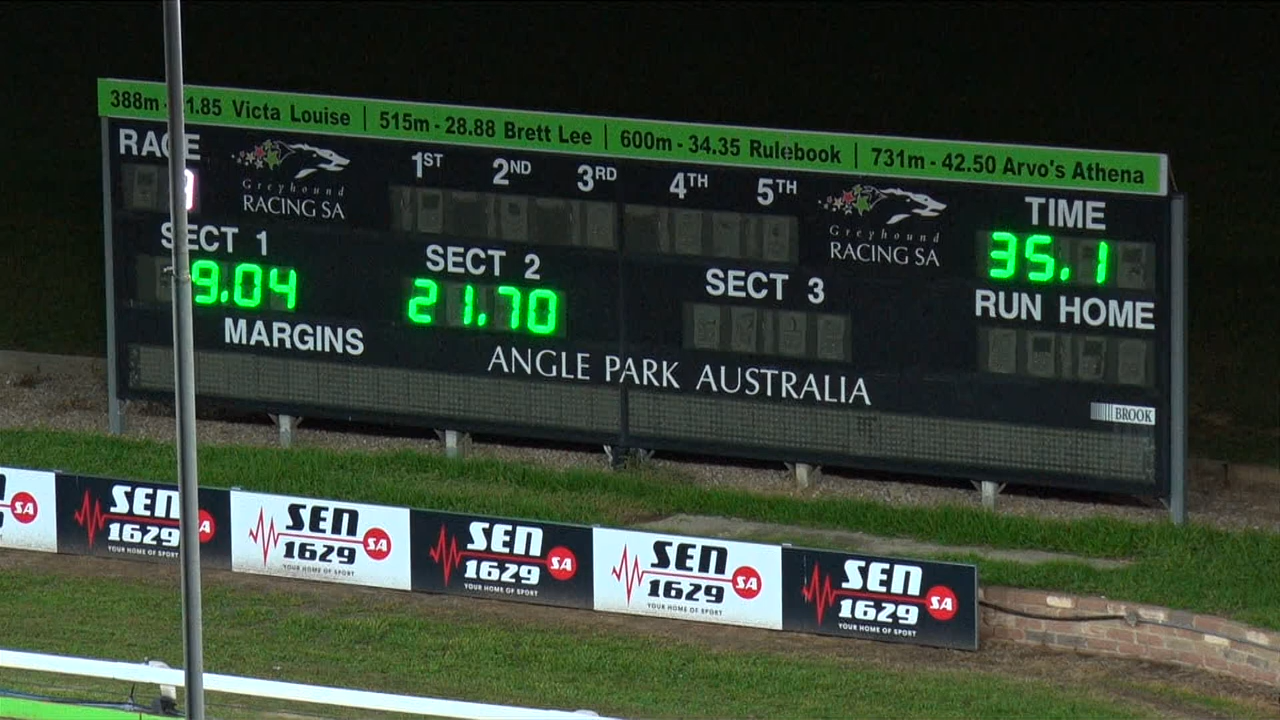 388m - 21.85 Victa Louise | 515m - 28.88 Brett Lee | 600m - 34.35 Rulebook | 731m - 42.50 Arvo's Athena
RACE
Greyhound
RACING SA
1ST 2ND 3RD 4TH 5TH
Greyhound
RACING SA
TIME
35.1
SECT 1
9.04
SECT 2
21.70
SECT 3
RUN HOME
MARGINS
ANGLE PARK AUSTRALIA
BROOK
SA
SEN
1629
YOUR HOME OF SPORT
SEN
1629
SA
YOUR HOME OF SPORT
SEN
1629
SA
YOUR HOME OF SPORT
SEN
1629
SA
YOUR HOME OF SPORT
SEN
1629
SA
YOUR HOME OF SPORT